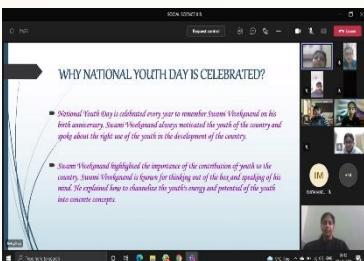 SOCIAL SCIENCE II B
Request control
Leave
WHY NATIONAL YOUTH DAY IS CELEBRATED?
National Youth Day is celebrated every year to remember Swami Vivekanand on his
birth anniversary. Swami Vivekanand always motivated the youth of the country and
spoke about the right use of the youth in the development of the country.
Swami Vivekanand highlighted the importance of the contribution of youth to the
country. Swami Vivekanand is known for thinking out of the box and speaking of his
mind. He explained how to channelize the youth's energy and potential of the youth
into concrete concepts.
IM